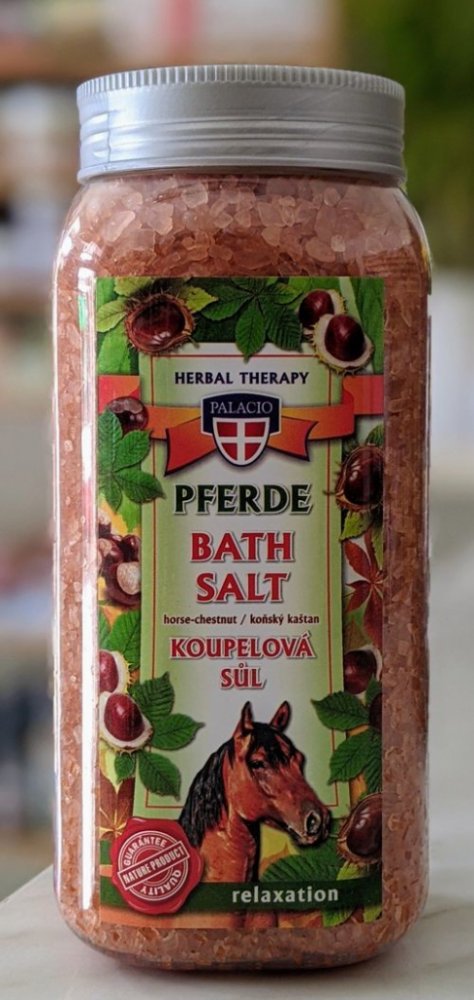 HERBAL THERAPY
PALACIO
PFERDE
BATH
SALT
horse-chestnut / koňský kaštan
KOUPELOVÁ
SŮL
GUARANTEE
NATURE PRODUCT
QUALITY
relaxation